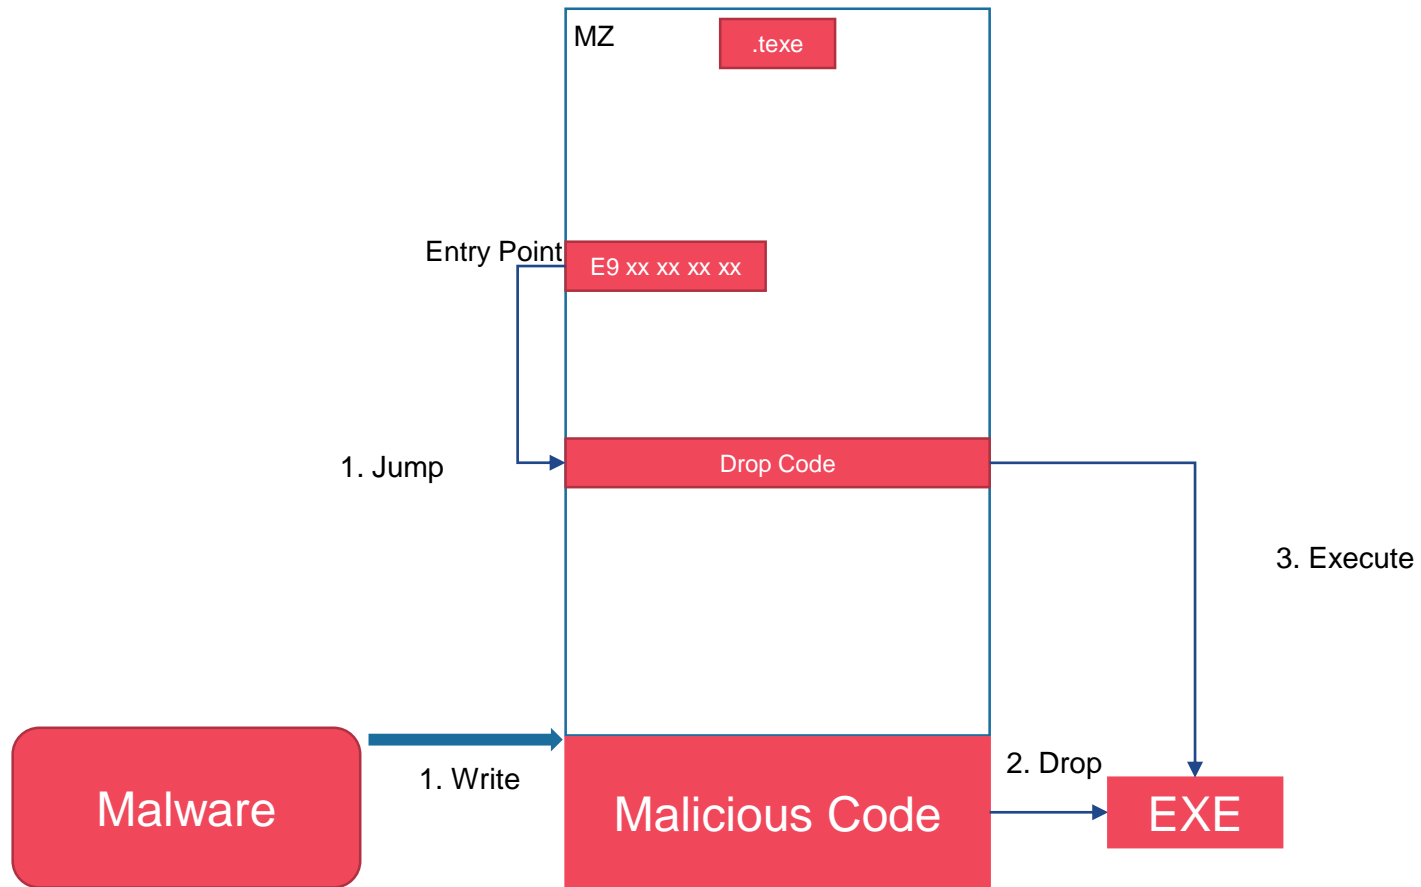 MZ
.texe
Entry Point
E9 xx xx xx xx
1. Jump
Drop Code
3. Execute
Malware
1. Write
Malicious Code
2. Drop
EXE